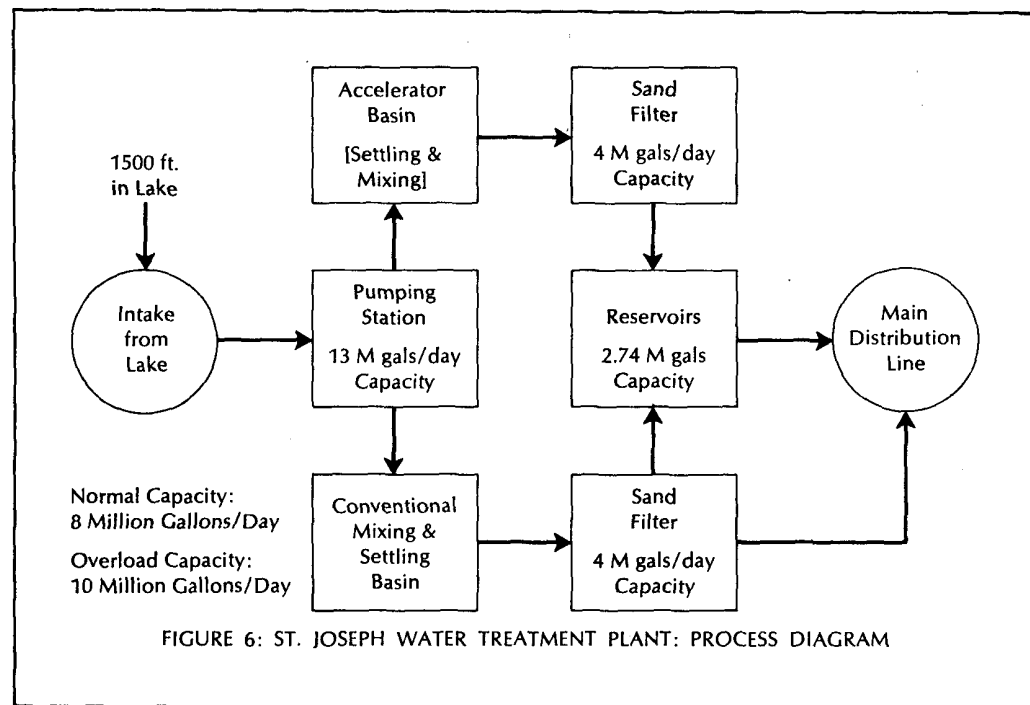 Accelerator
Basin
[Settling &
Mixing]
Sand
Filter
4 M gals/day
Capacity
1500 ft.
in Lake
Intake
from
Lake
Pumping
Station
13 M gals/day
Capacity
Reservoirs
2.74 M gals
Capacity
Main
Distribution
Line
Normal Capacity:
8 Million Gallons/Day
Overload Capacity:
10 Million Gallons/Day
Conventional
Mixing &
Settling
Basin
Sand
Filter
4 M gals/day
Capacity
FIGURE 6: ST. JOSEPH WATER TREATMENT PLANT: PROCESS DIAGRAM